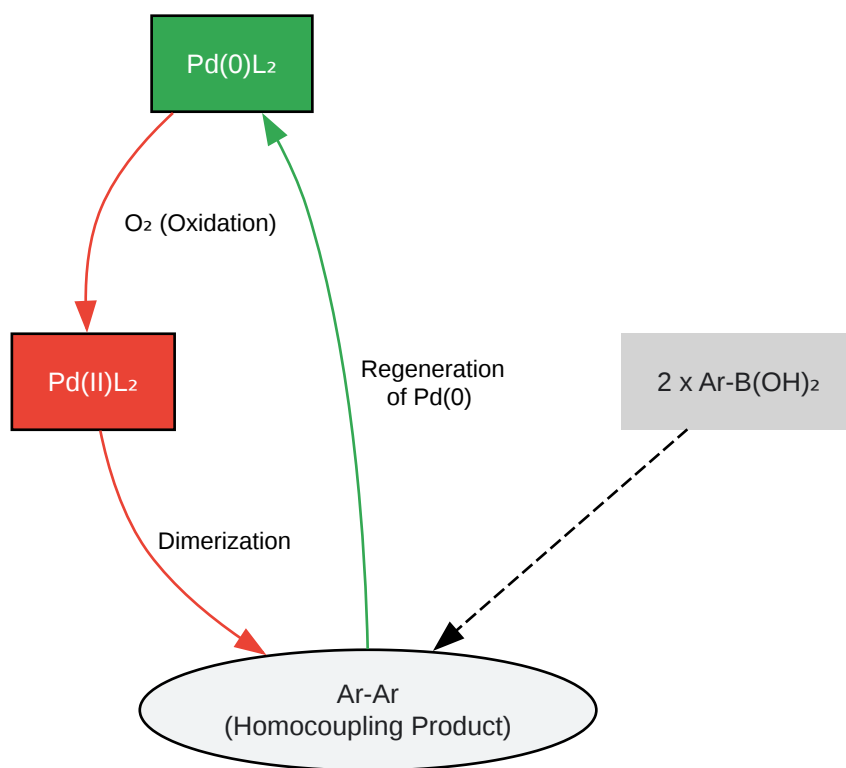 Pd(0)L₂
O₂ (Oxidation)
Pd(II)L₂
Regeneration
of Pd(0)
2 x Ar-B(OH)₂
Dimerization
Ar-Ar
(Homocoupling Product)